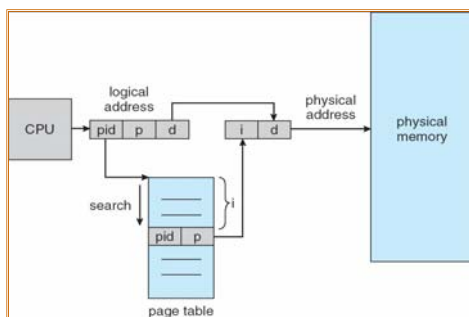 logical
address
physical
address
CPU
pid p d
i d
physical
memory
search
i
pid p
page table